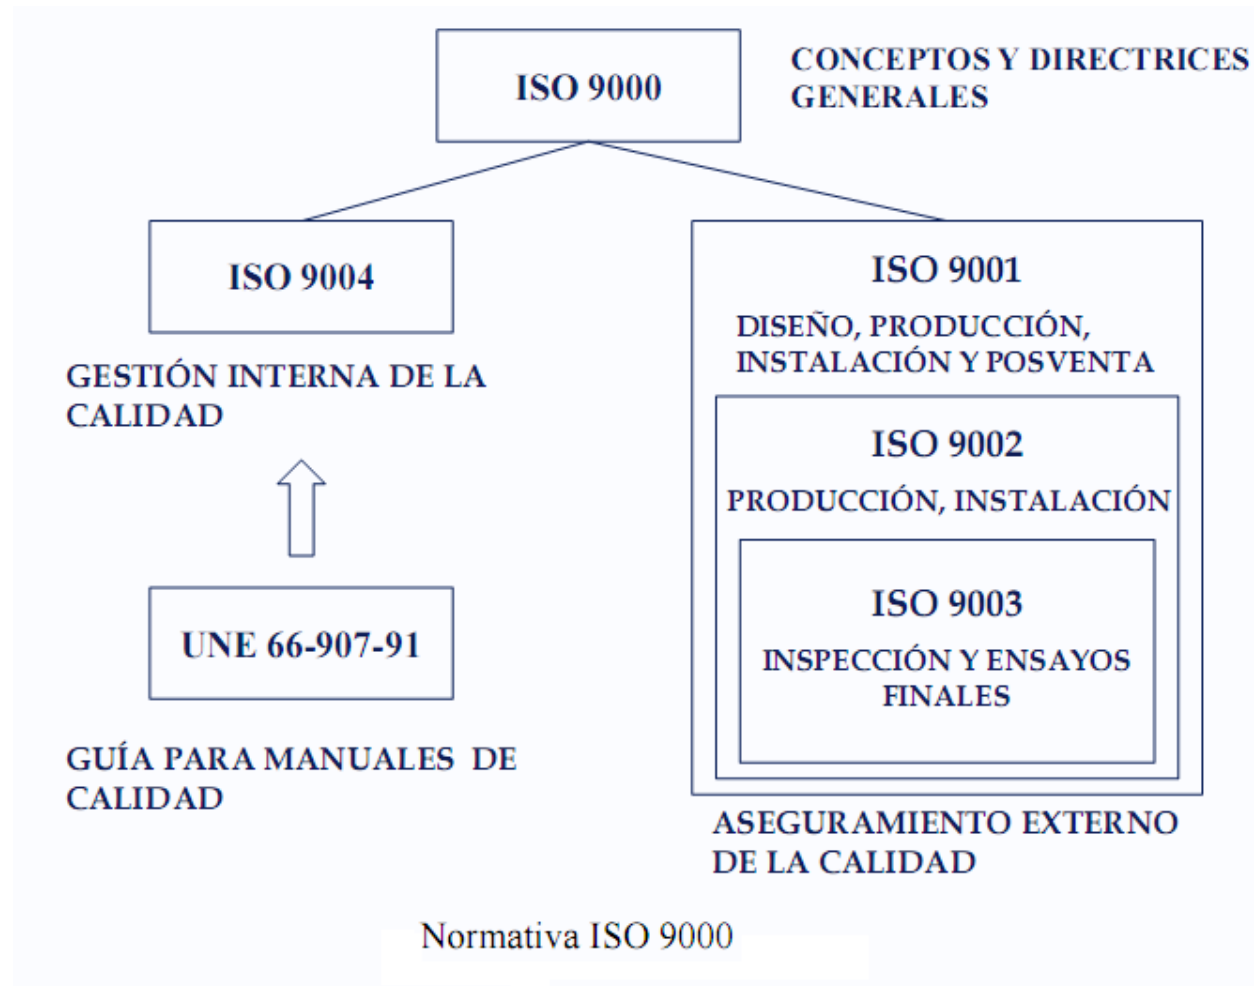 ISO 9000
CONCEPTOS Y DIRECTRICES
GENERALES
ISO 9004
GESTIÓN INTERNA DE LA
CALIDAD
UNE 66-907-91
GUÍA PARA MANUALES DE
CALIDAD
ISO 9001
DISEÑO, PRODUCCIÓN,
INSTALACIÓN Y POSVENTA
ISO 9002
PRODUCCIÓN, INSTALACIÓN
ISO 9003
INSPECCIÓN Y ENSAYOS
FINALES
ASEGURAMIENTO EXTERNO
DE LA CALIDAD
Normativa ISO 9000